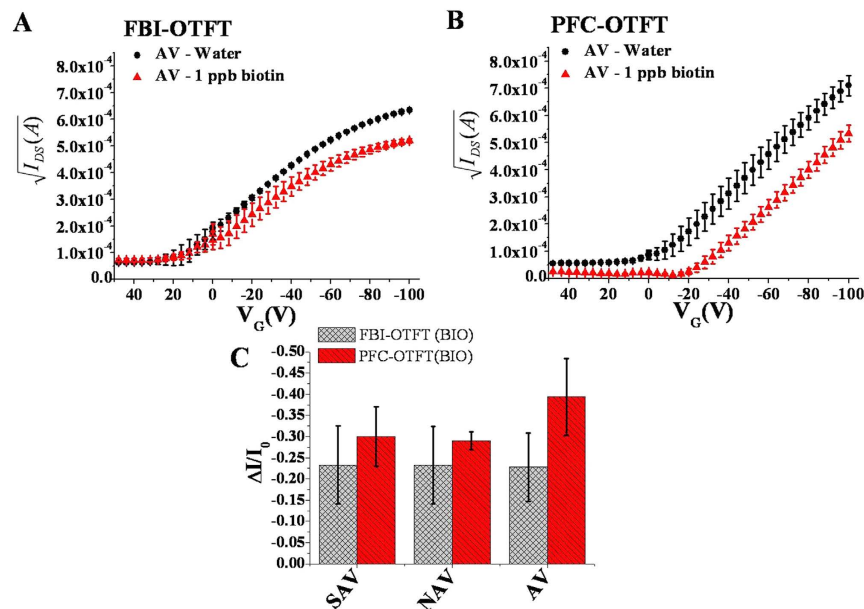 A
FBI-OTFT
AV - Water
AV - 1 ppb biotin
8.0x10⁻⁴
7.0x10⁻⁴
6.0x10⁻⁴
5.0x10⁻⁴
4.0x10⁻⁴
3.0x10⁻⁴
2.0x10⁻⁴
1.0x10⁻⁴
0.0
√I_DS(A)
40 20 0 -20 -40 -60 -80 -100
V_G(V)
B
PFC-OTFT
AV - Water
AV - 1 ppb biotin
8.0x10⁻⁴
7.0x10⁻⁴
6.0x10⁻⁴
5.0x10⁻⁴
4.0x10⁻⁴
3.0x10⁻⁴
2.0x10⁻⁴
1.0x10⁻⁴
0.0
√I_DS(A)
40 20 0 -20 -40 -60 -80 -100
V_G(V)
C
FBI-OTFT (BIO)
PFC-OTFT(BIO)
-0.50
-0.45
-0.40
-0.35
-0.30
-0.25
-0.20
-0.15
-0.10
-0.05
0.00
ΔI/I₀
SAV NAV AV